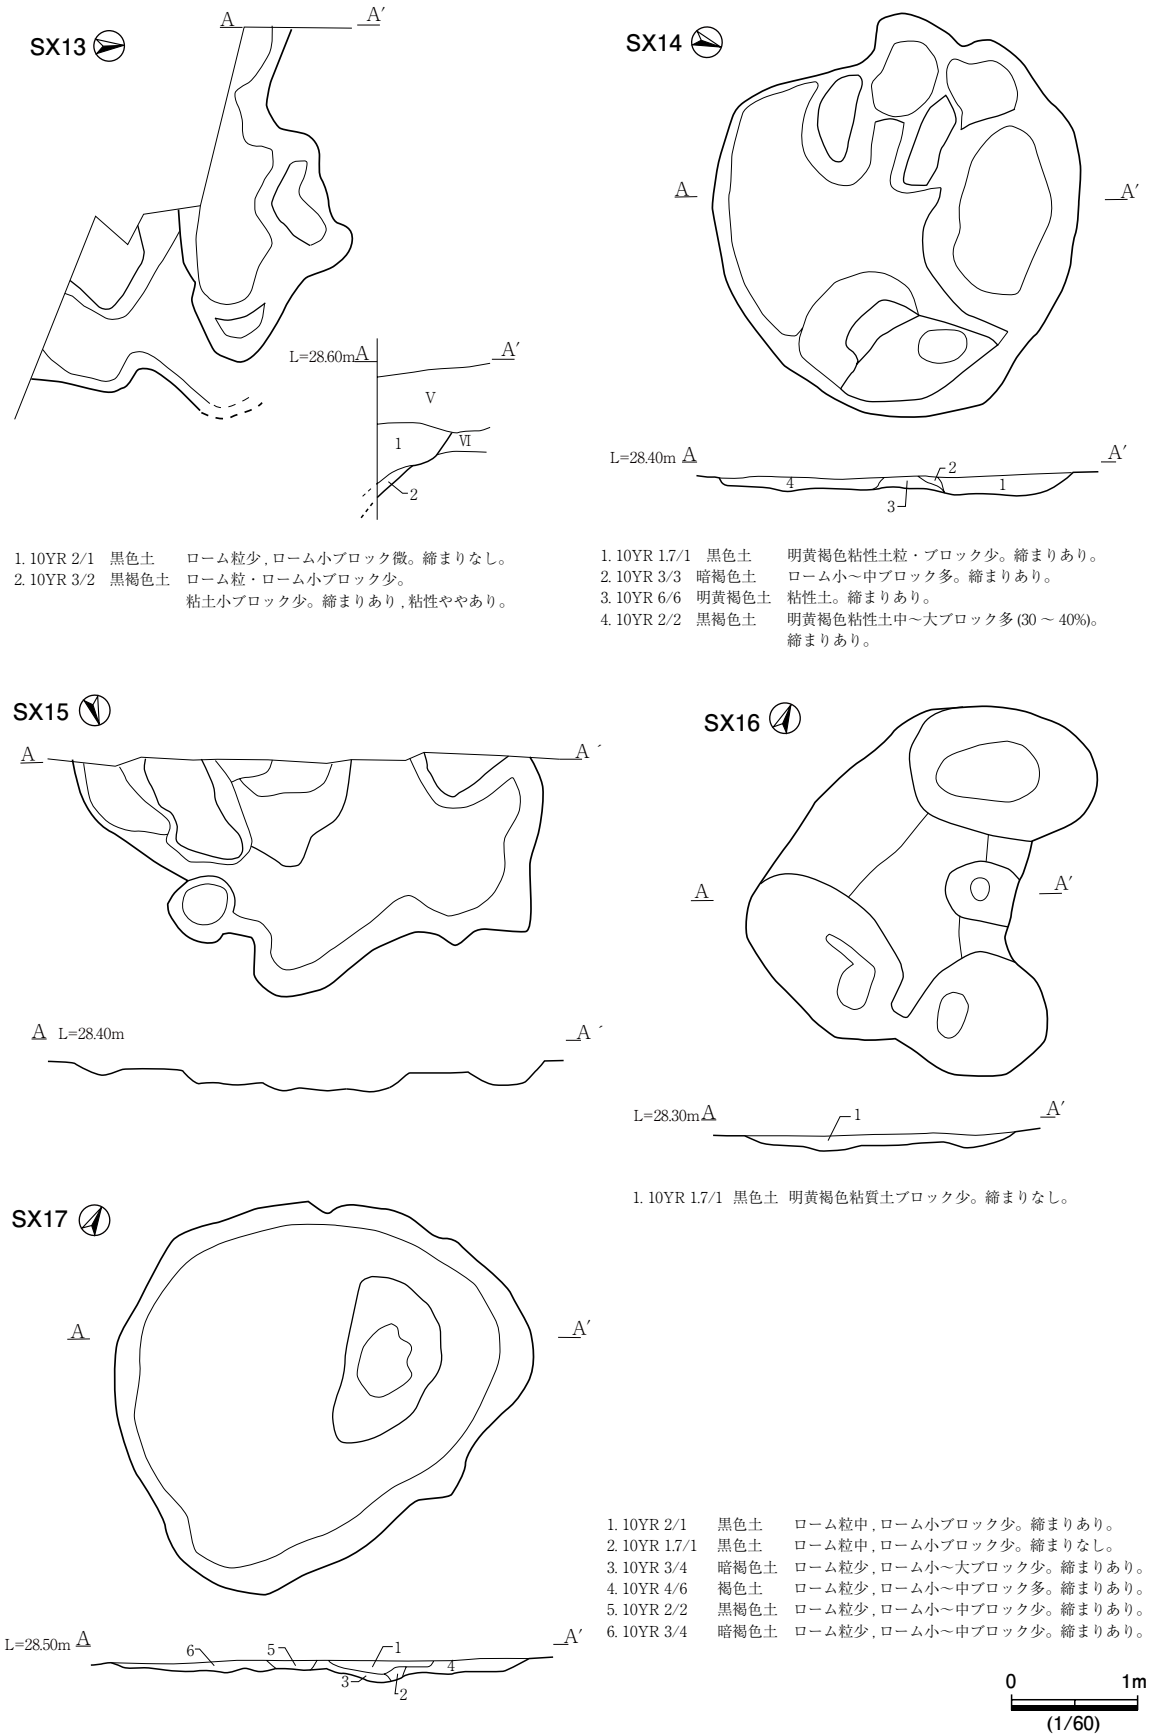 SX13
A A′
L=28.60m A A′
V
1 VI
2
1. 10YR 2/1 黒色土 ローム粒少，ローム小ブロック微。締まりなし。
2. 10YR 3/2 黒褐色土 ローム粒・ローム小ブロック少。
粘土小ブロック少。締まりあり，粘性ややあり。
SX14
A A′
L=28.40m A A′
4 3 2 1
1. 10YR 1.7/1 黒色土 明黄褐色粘性土粒・ブロック少。締まりあり。
2. 10YR 3/3 暗褐色土 ローム小～中ブロック多。締まりあり。
3. 10YR 6/6 明黄褐色土 粘性土。締まりあり。
4. 10YR 2/2 黒褐色土 明黄褐色粘性土中～大ブロック多 (30 ～ 40%)。
締まりあり。
SX15
A A´
A L=28.40m A´
SX16
A A′
L=28.30m A 1 A′
1. 10YR 1.7/1 黒色土 明黄褐色粘質土ブロック少。締まりなし。
SX17
A A′
L=28.50m A A′
6 5 1 4
3 2
1. 10YR 2/1 黒色土 ローム粒中，ローム小ブロック少。締まりあり。
2. 10YR 1.7/1 黒色土 ローム粒中，ローム小ブロック少。締まりなし。
3. 10YR 3/4 暗褐色土 ローム粒少，ローム小～大ブロック少。締まりあり。
4. 10YR 4/6 褐色土 ローム粒少，ローム小～中ブロック多。締まりあり。
5. 10YR 2/2 黒褐色土 ローム粒少，ローム小～中ブロック少。締まりあり。
6. 10YR 3/4 暗褐色土 ローム粒少，ローム小～中ブロック少。締まりあり。
0 1m
(1/60)